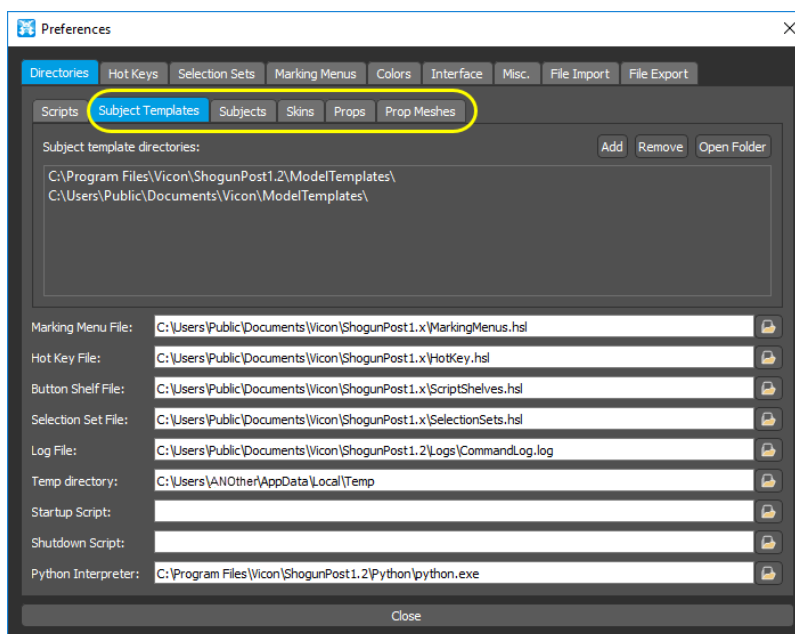 Preferences
Directories Hot Keys Selection Sets Marking Menus Colors Interface Misc. File Import File Export
Scripts Subject Templates Subjects Skins Props Prop Meshes
Subject template directories: Add Remove Open Folder
C:\Program Files\Vicon\ShogunPost1.2\ModelTemplates\
C:\Users\Public\Documents\Vicon\ModelTemplates\
Marking Menu File: C:\Users\Public\Documents\Vicon\ShogunPost1.x\MarkingMenus.hsl
Hot Key File: C:\Users\Public\Documents\Vicon\ShogunPost1.x\HotKey.hsl
Button Shelf File: C:\Users\Public\Documents\Vicon\ShogunPost1.x\ScriptShelves.hsl
Selection Set File: C:\Users\Public\Documents\Vicon\ShogunPost1.x\SelectionSets.hsl
Log File: C:\Users\Public\Documents\Vicon\ShogunPost1.2\Logs\CommandLog.log
Temp directory: C:\Users\ANOther\AppData\Local\Temp
Startup Script:
Shutdown Script:
Python Interpreter: C:\Program Files\Vicon\ShogunPost1.2\Python\python.exe
Close